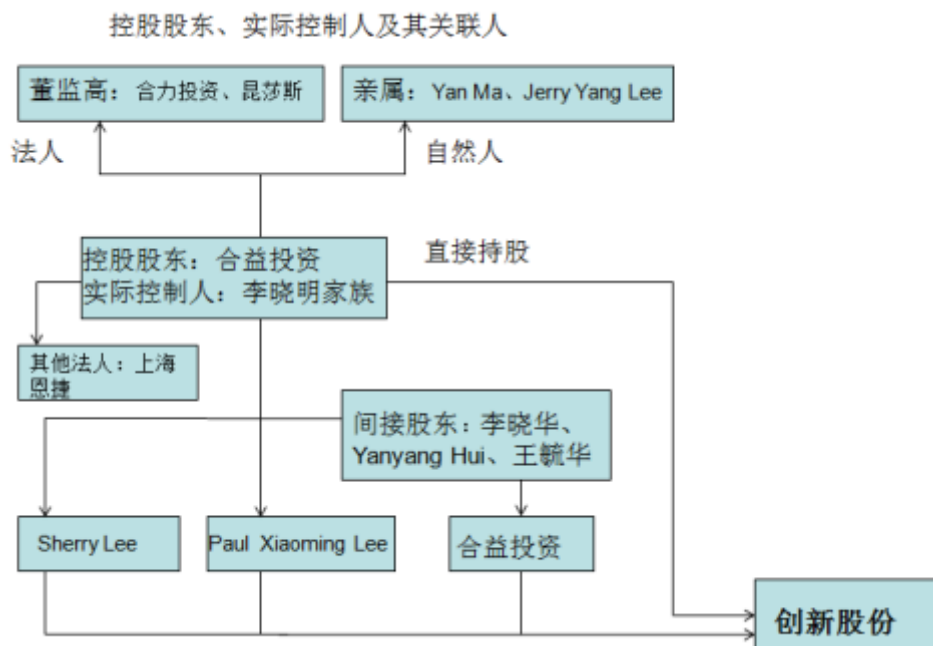 控股股东、实际控制人及其关联人
董监高：合力投资、昆莎斯
亲属：Yan Ma、Jerry Yang Lee
法人
自然人
控股股东：合益投资
实际控制人：李晓明家族
直接持股
其他法人：上海
恩捷
间接股东：李晓华、
Yanyang Hui、王毓华
Sherry Lee
Paul Xiaoming Lee
合益投资
创新股份